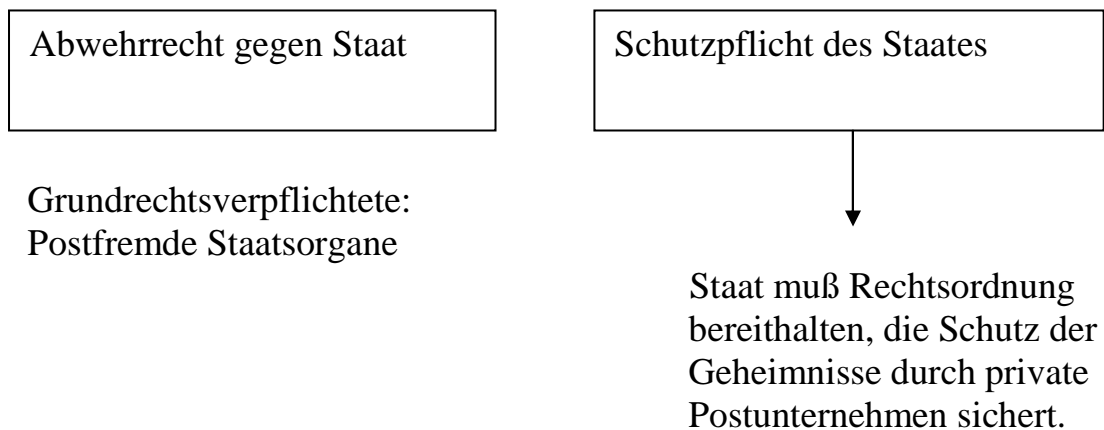 Abwehrrecht gegen Staat
Schutzpflicht des Staates
Grundrechtsverpflichtete:
Postfremde Staatsorgane
Staat muß Rechtsordnung
bereithalten, die Schutz der
Geheimnisse durch private
Postunternehmen sichert.